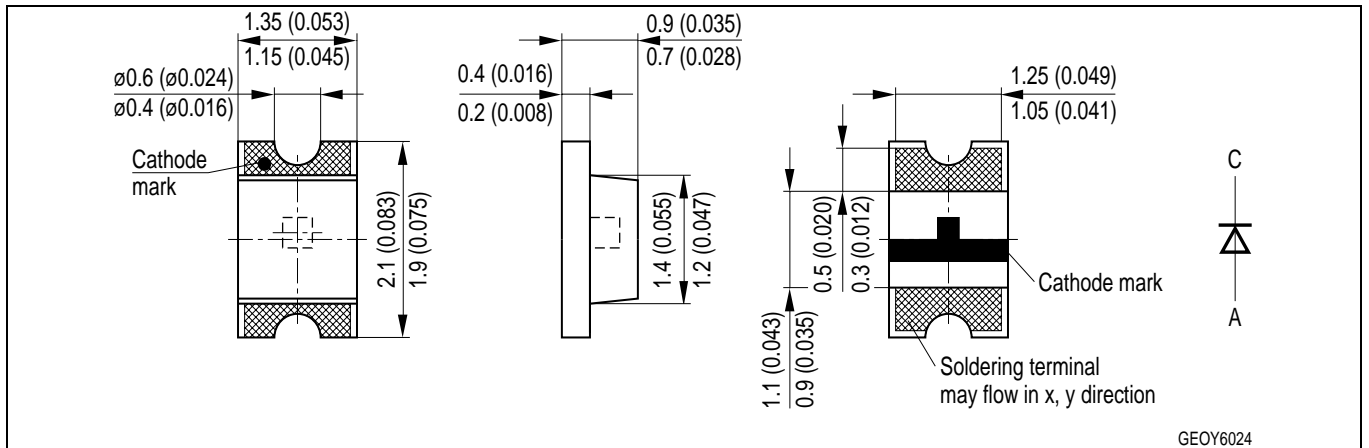 1.35 (0.053)
1.15 (0.045)
ø0.6 (ø0.024)
ø0.4 (ø0.016)
Cathode
mark
2.1 (0.083)
1.9 (0.075)
0.9 (0.035)
0.7 (0.028)
0.4 (0.016)
0.2 (0.008)
1.4 (0.055)
1.2 (0.047)
1.25 (0.049)
1.05 (0.041)
0.5 (0.020)
0.3 (0.012)
1.1 (0.043)
0.9 (0.035)
Cathode mark
Soldering terminal
may flow in x, y direction
C
A
GEOY6024